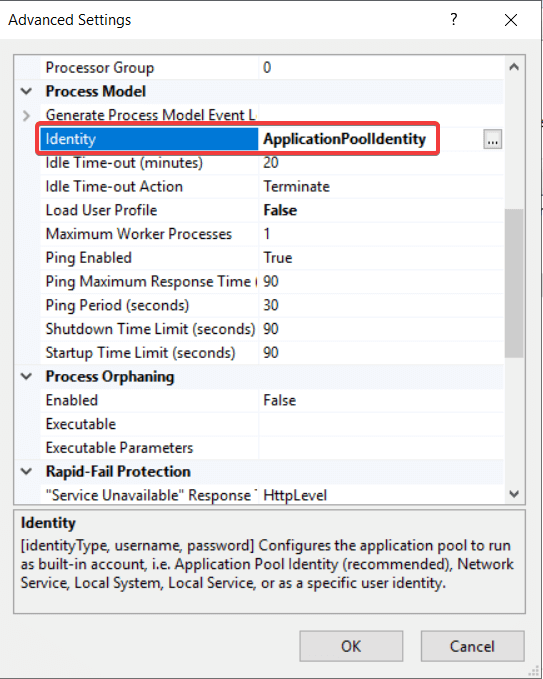 Advanced Settings ?
Processor Group 0
Process Model
Generate Process Model Event L
Identity ApplicationPoolIdentity ...
Idle Time-out (minutes) 20
Idle Time-out Action Terminate
Load User Profile False
Maximum Worker Processes 1
Ping Enabled True
Ping Maximum Response Time ( 90
Ping Period (seconds) 30
Shutdown Time Limit (seconds) 90
Startup Time Limit (seconds) 90
Process Orphaning
Enabled False
Executable
Executable Parameters
Rapid-Fail Protection
"Service Unavailable" Response HttpLevel
Identity
[identityType, username, password] Configures the application pool to run
as built-in account, i.e. Application Pool Identity (recommended), Network
Service, Local System, Local Service, or as a specific user identity.
OK Cancel